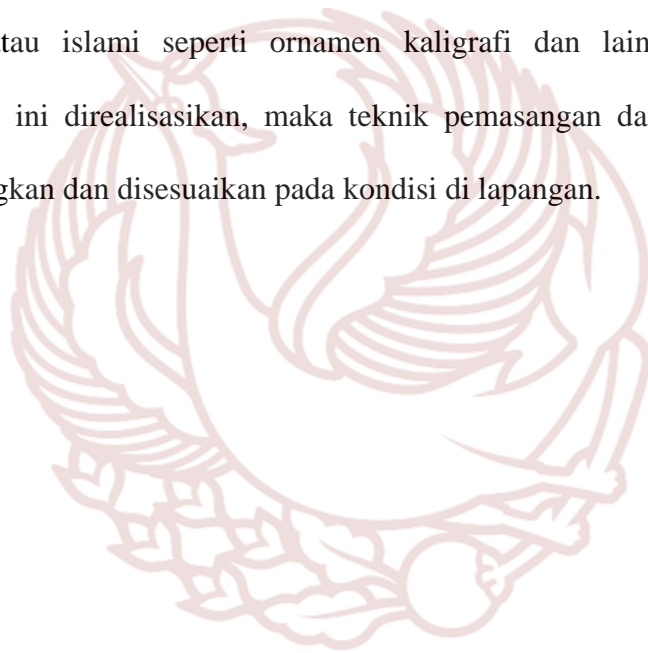 atau islami seperti ornamen kaligrafi dan lain
ini direalisasikan, maka teknik pemasangan da
gkan dan disesuaikan pada kondisi di lapangan.